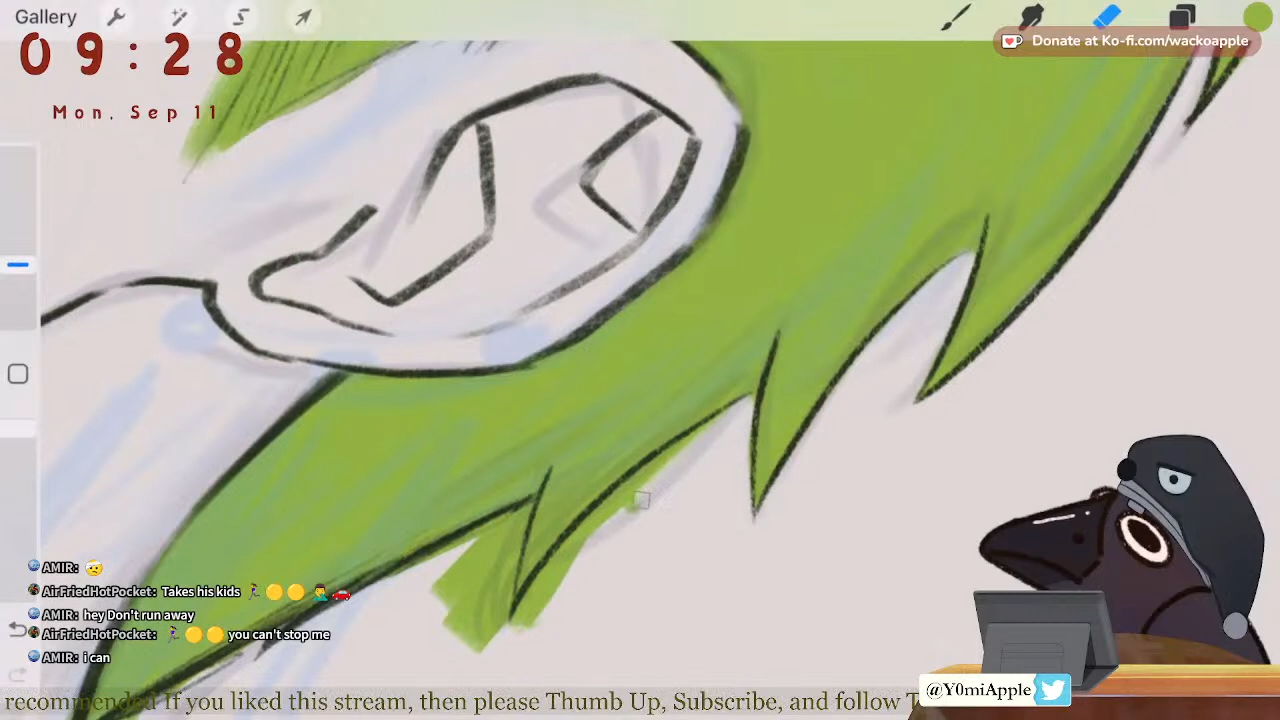 Gallery
09:28
Mon, Sep 11
Donate at Ko-fi.com/wackoapple
AMIR: 🤕
AirFriedHotPocket: Takes his kids 🏃🏽‍♀️🟡🟡🤦‍♂️🚗
AMIR: hey Don't run away
AirFriedHotPocket: 🏃🏽‍♀️🟡🟡 you can't stop me
AMIR: i can
@Y0miApple
recommended If you liked this stream, then please Thumb Up, Subscribe, and follow